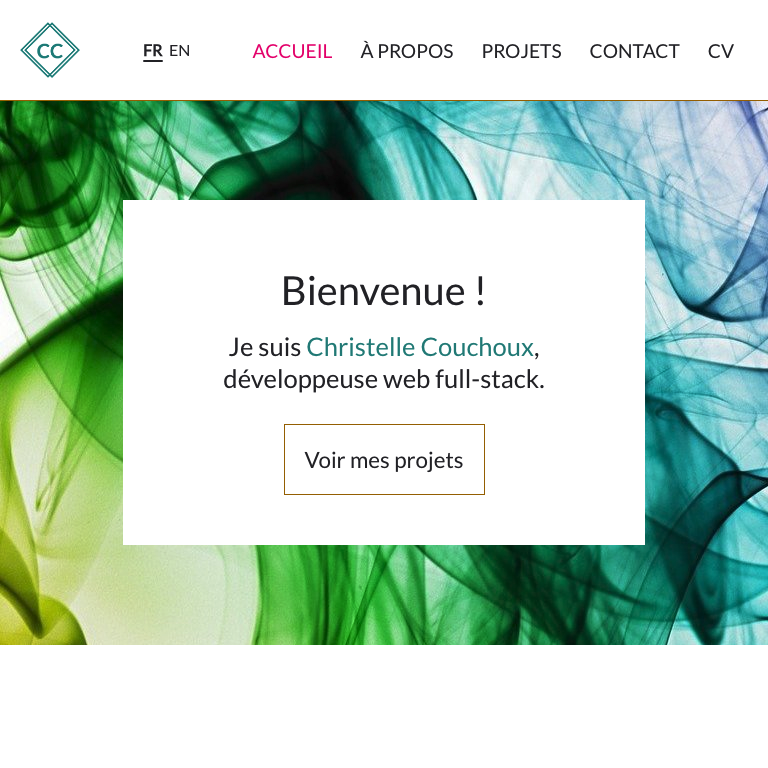 CC
FR EN
ACCUEIL À PROPOS PROJETS CONTACT CV
Bienvenue !
Je suis Christelle Couchoux,
développeuse web full-stack.
Voir mes projets